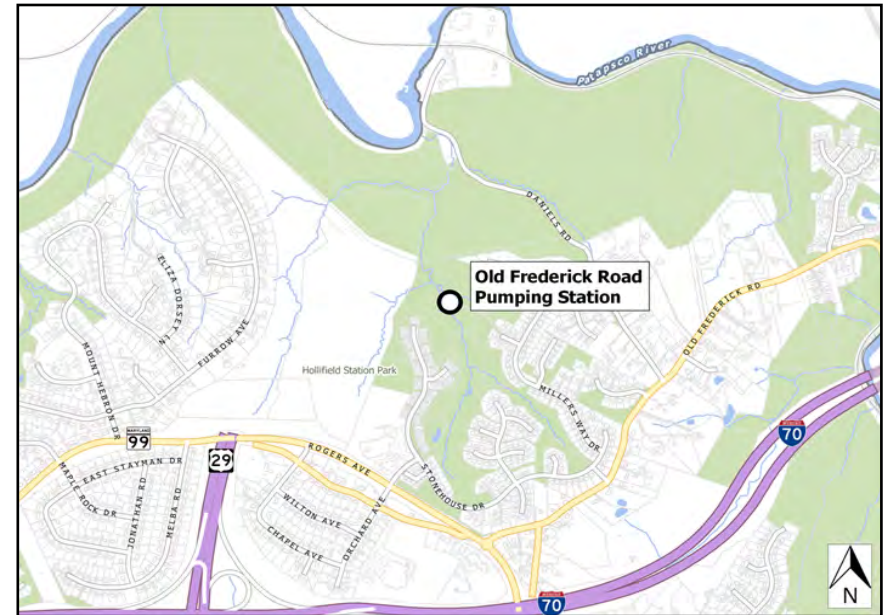 Patapsco River
DANIELS RD
Old Frederick Road
Pumping Station
ELIZA DORSEY LN
FURROW AVE
MOUNT HEBRON DR
OLD FREDERICK RD
Hollifield Station Park
MILLERS WAY DR
MARYLAND
99
29
ROGERS AVE
70
EAST STAYMAN DR
MAPLE ROCK DR
JONATHAN RD
MELBA RD
STONEHOUSE DR
WILTON AVE
CHAPEL AVE
ORCHARD AVE
70
N